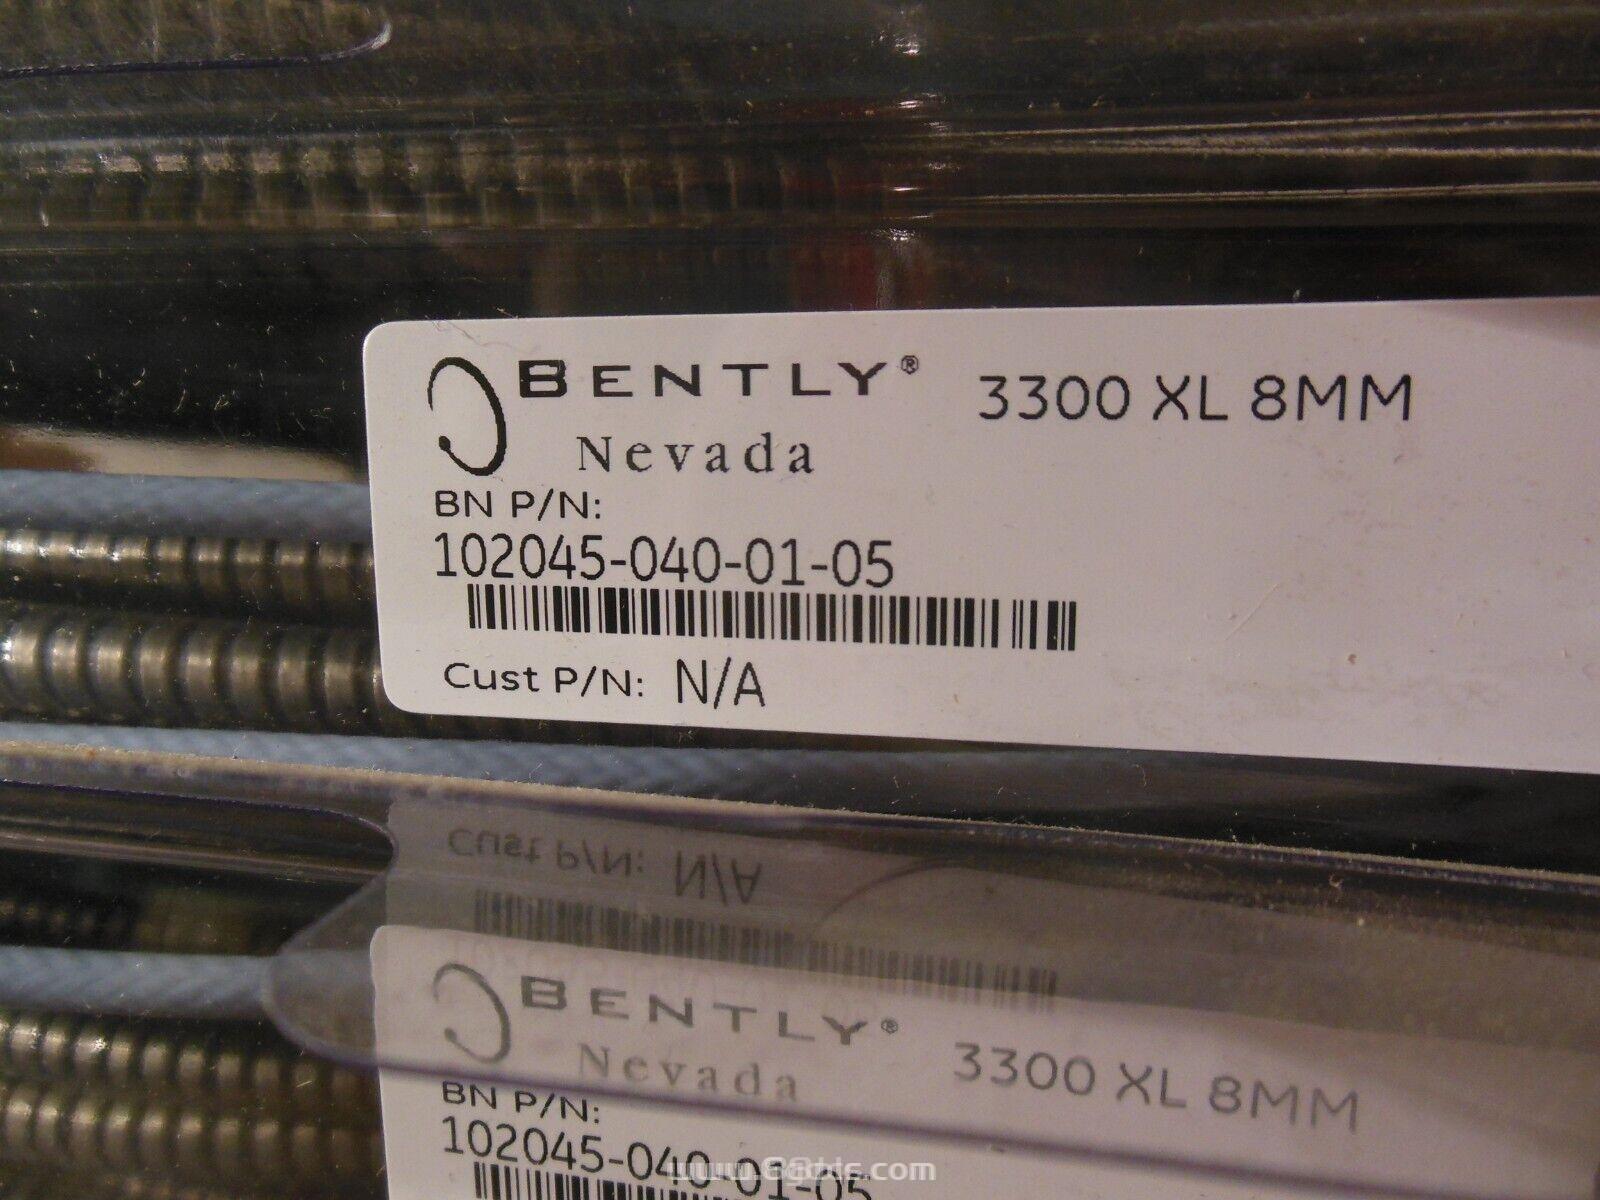 BENTLY® 3300 XL 8MM
Nevada
BN P/N:
102045-040-01-05
Cust P/N: N/A
Cust P/N: N/A
BENTLY® 3300 XL 8MM
Nevada
BN P/N:
102045-040-01-05